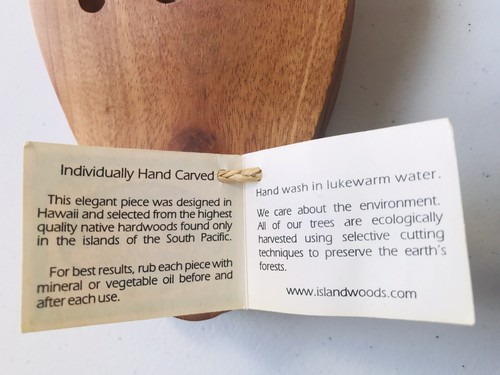 Individually Hand Carved
This elegant piece was designed in
Hawaii and selected from the highest
quality native hardwoods found only
in the islands of the South Pacific.
For best results, rub each piece with
mineral or vegetable oil before and
after each use.
Hand wash in lukewarm water.
We care about the environment.
All of our trees are ecologically
harvested using selective cutting
techniques to preserve the earth's
forests.
www.islandwoods.com